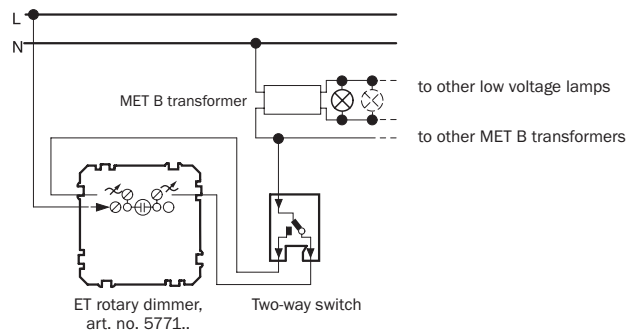 L
N
MET B transformer
to other low voltage lamps
to other MET B transformers
ET rotary dimmer,
art. no. 5771..
Two-way switch